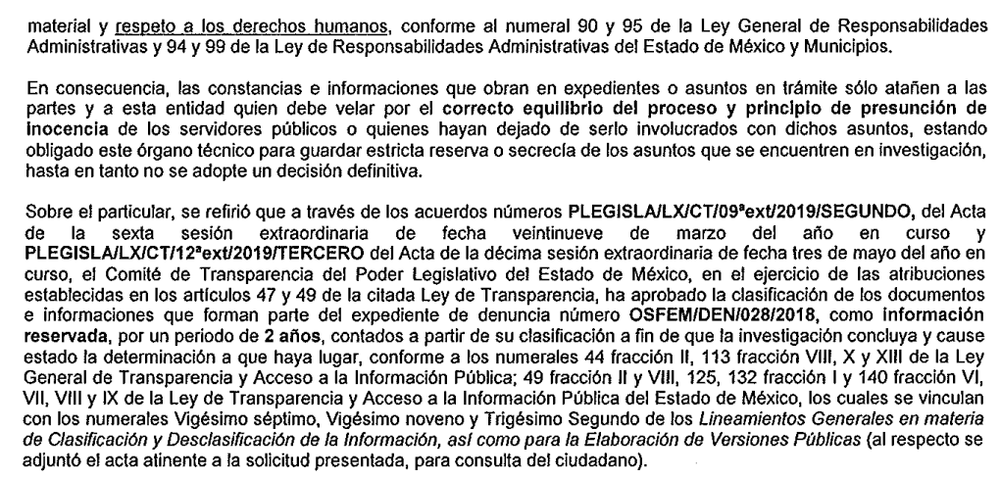 material y respeto a los derechos humanos, conforme al numeral 90 y 95 de la Ley General de Responsabilidades
Administrativas y 94 y 99 de la Ley de Responsabilidades Administrativas del Estado de México y Municipios.
En consecuencia, las constancias e informaciones que obran en expedientes o asuntos en trámite sólo atañen a las
partes y a esta entidad quien debe velar por el correcto equilibrio del proceso y principio de presunción de
inocencia de los servidores públicos o quienes hayan dejado de serlo involucrados con dichos asuntos, estando
obligado este órgano técnico para guardar estricta reserva o secrecía de los asuntos que se encuentren en investigación,
hasta en tanto no se adopte un decisión definitiva.
Sobre el particular, se refirió que a través de los acuerdos números PLEGISLA/LX/CT/09ªext/2019/SEGUNDO, del Acta
de la sexta sesión extraordinaria de fecha veintinueve de marzo del año en curso y
PLEGISLA/LX/CT/12ªext/2019/TERCERO del Acta de la décima sesión extraordinaria de fecha tres de mayo del año en
curso, el Comité de Transparencia del Poder Legislativo del Estado de México, en el ejercicio de las atribuciones
establecidas en los artículos 47 y 49 de la citada Ley de Transparencia, ha aprobado la clasificación de los documentos
e informaciones que forman parte del expediente de denuncia número OSFEM/DEN/028/2018, como información
reservada, por un periodo de 2 años, contados a partir de su clasificación a fin de que la investigación concluya y cause
estado la determinación a que haya lugar, conforme a los numerales 44 fracción II, 113 fracción VIII, X y XIII de la Ley
General de Transparencia y Acceso a la Información Pública; 49 fracción II y VIII, 125, 132 fracción I y 140 fracción VI,
VII, VIII y IX de la Ley de Transparencia y Acceso a la Información Pública del Estado de México, los cuales se vinculan
con los numerales Vigésimo séptimo, Vigésimo noveno y Trigésimo Segundo de los Lineamientos Generales en materia
de Clasificación y Desclasificación de la Información, así como para la Elaboración de Versiones Públicas (al respecto se
adjuntó el acta atinente a la solicitud presentada, para consulta del ciudadano).